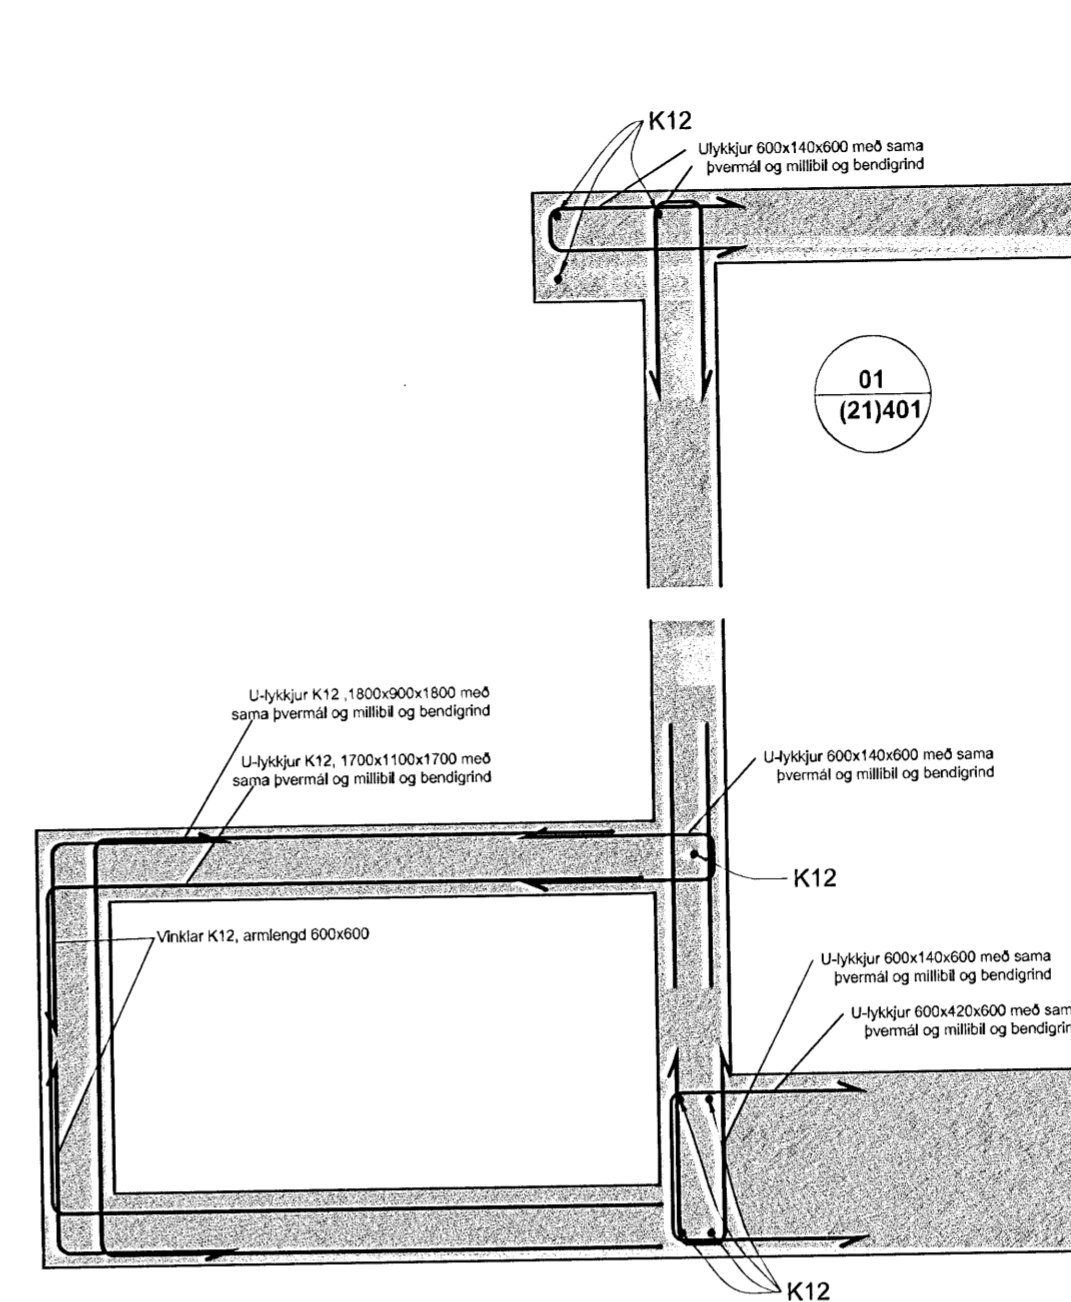 K12
Ulykkjur 600x140x600 með sama
þvermál og millibil og bendigrind
01
(21)401
U-lykkjur K12 ,1800x900x1800 með
sama þvermál og millibil og bendigrind
U-lykkjur K12, 1700x1100x1700 með
sama þvermál og millibil og bendigrind
U-lykkjur 600x140x600 með sama
þvermál og millibil og bendigrind
K12
Vinklar K12, armlengd 600x600
U-lykkjur 600x140x600 með sama
þvermál og millibil og bendigrind
U-lykkjur 600x420x600 með sam
þvermál og millibil og bendigrin
K12